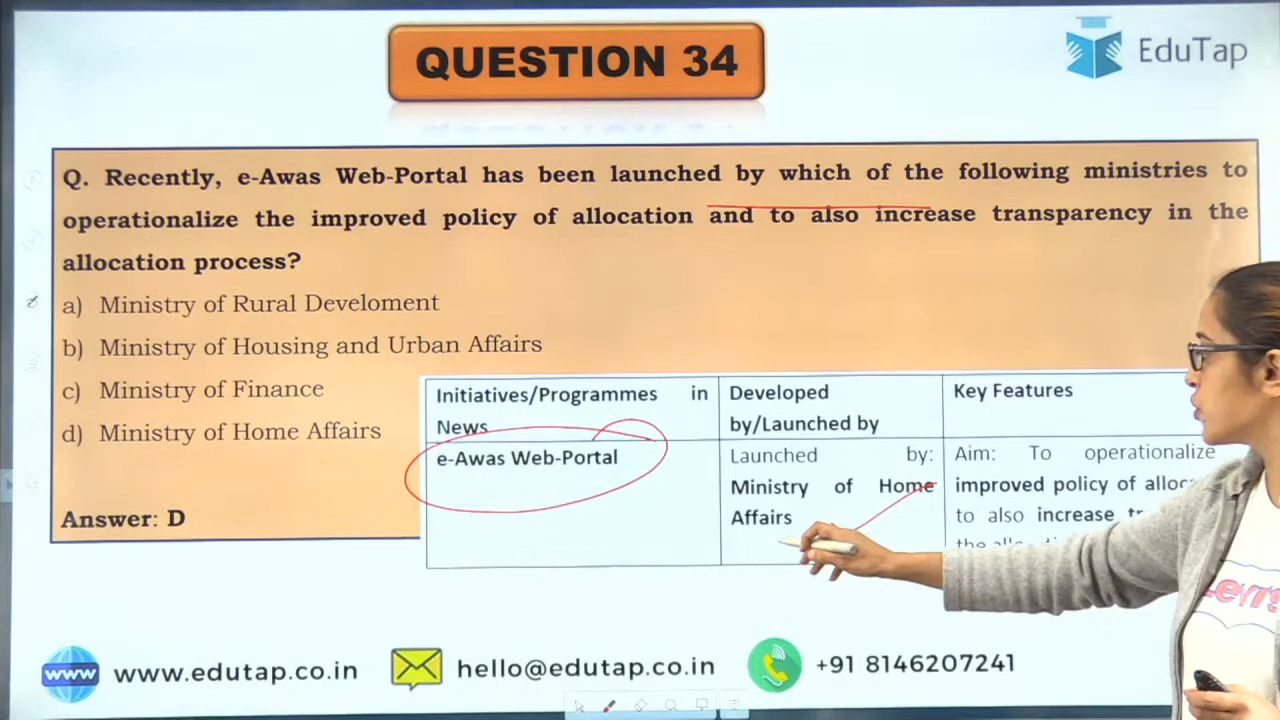 QUESTION 34
EduTap
Q. Recently, e-Awas Web-Portal has been launched by which of the following ministries to
operationalize the improved policy of allocation and to also increase transparency in the
allocation process?
a) Ministry of Rural Develoment
b) Ministry of Housing and Urban Affairs
c) Ministry of Finance
d) Ministry of Home Affairs
Answer: D
Initiatives/Programmes in
News
Developed
by/Launched by
Key Features
e-Awas Web-Portal
Launched by:
Ministry of Home
Affairs
Aim: To operationalize
improved policy of
to also increase
www
www.edutap.co.in
hello@edutap.co.in
+91 8146207241